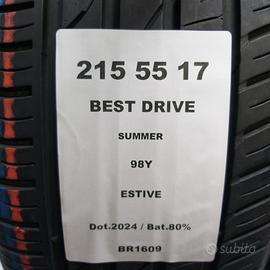 215 55 17
BEST DRIVE
SUMMER
98Y
ESTIVE
Dot.2024 / Bat.80%
BR1609
subito